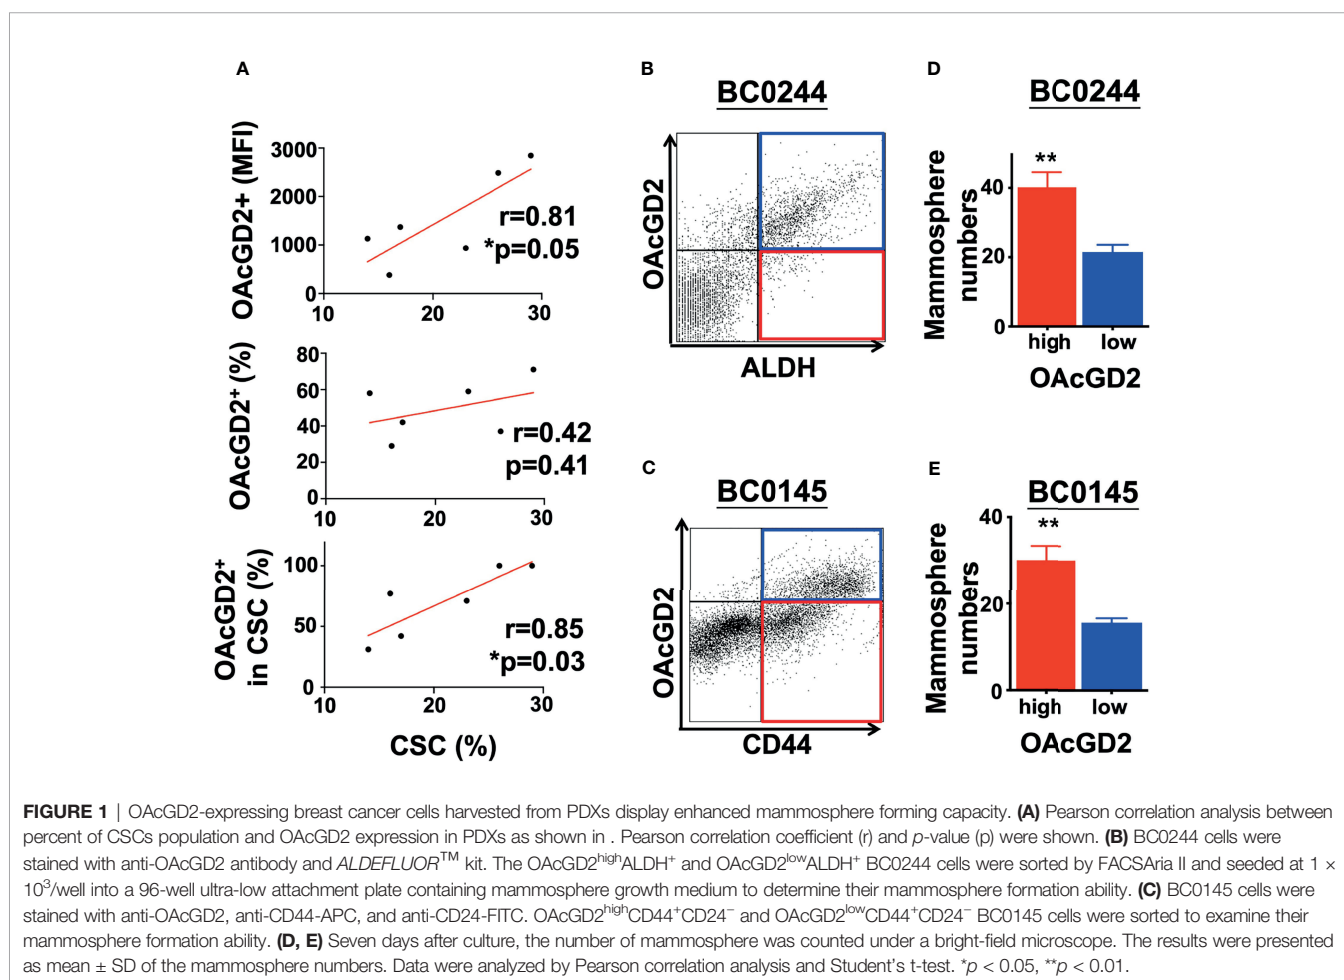 A
OAcGD2+ (MFI)
3000
2000
1000
0
10
20
30
r=0.81
*p=0.05
OAcGD2+ (%)
80
60
40
20
0
10
20
30
r=0.42
p=0.41
OAcGD2+
in CSC (%)
100
50
0
10
20
30
r=0.85
*p=0.03
CSC (%)
B
BC0244
OAcGD2
ALDH
C
BC0145
OAcGD2
CD44
D
BC0244
Mammosphere
numbers
40
20
0
**
high
low
OAcGD2
E
BC0145
Mammosphere
numbers
40
20
0
**
high
low
OAcGD2
FIGURE 1 | OAcGD2-expressing breast cancer cells harvested from PDXs display enhanced mammosphere forming capacity. (A) Pearson correlation analysis between
percent of CSCs population and OAcGD2 expression in PDXs as shown in . Pearson correlation coefficient (r) and p-value (p) were shown. (B) BC0244 cells were
stained with anti-OAcGD2 antibody and ALDEFLUOR™ kit. The OAcGD2highALDH+ and OAcGD2lowALDH+ BC0244 cells were sorted by FACSAria II and seeded at 1 ×
10³/well into a 96-well ultra-low attachment plate containing mammosphere growth medium to determine their mammosphere formation ability. (C) BC0145 cells were
stained with anti-OAcGD2, anti-CD44-APC, and anti-CD24-FITC. OAcGD2highCD44+CD24− and OAcGD2lowCD44+CD24− BC0145 cells were sorted to examine their
mammosphere formation ability. (D, E) Seven days after culture, the number of mammosphere was counted under a bright-field microscope. The results were presented
as mean ± SD of the mammosphere numbers. Data were analyzed by Pearson correlation analysis and Student's t-test. *p < 0.05, **p < 0.01.